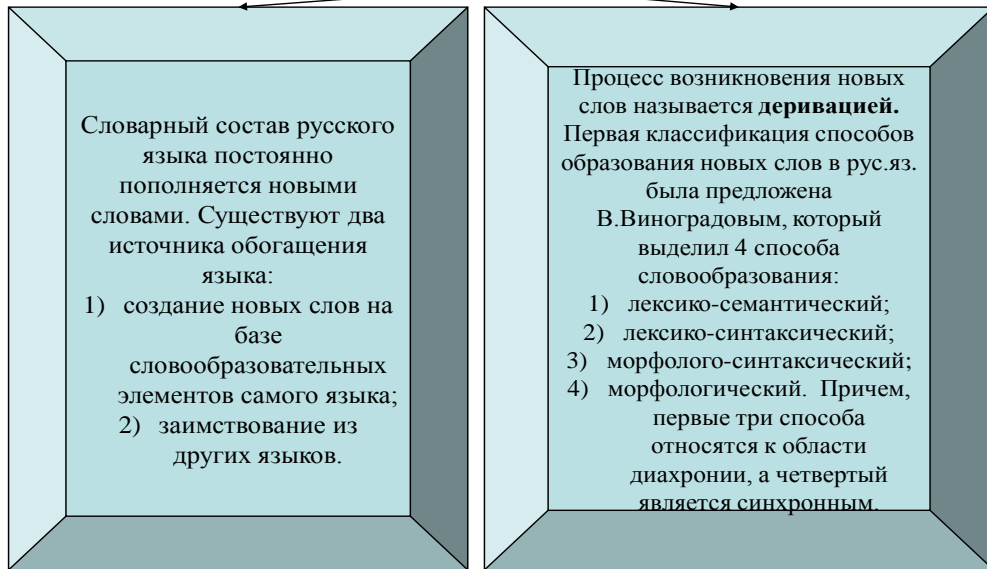 Словарный состав русского
языка постоянно
пополняется новыми
словами. Существуют два
источника обогащения
языка:
1) создание новых слов на
базе
словообразовательных
элементов самого языка;
2) заимствование из
других языков.
Процесс возникновения новых
слов называется деривацией.
Первая классификация способов
образования новых слов в рус.яз.
была предложена
В.Виноградовым, который
выделил 4 способа
словообразования:
1) лексико-семантический;
2) лексико-синтаксический;
3) морфолого-синтаксический;
4) морфологический. Причем,
первые три способа
относятся к области
диахронии, а четвертый
является синхронным.